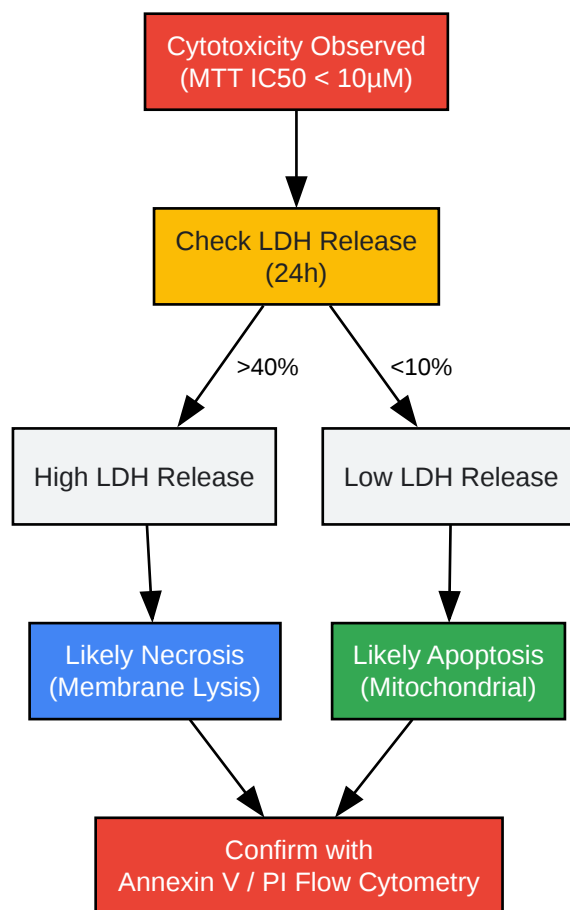 Cytotoxicity Observed
(MTT IC50 < 10µM)
Check LDH Release
(24h)
>40%
<10%
High LDH Release
Low LDH Release
Likely Necrosis
(Membrane Lysis)
Likely Apoptosis
(Mitochondrial)
Confirm with
Annexin V / PI Flow Cytometry